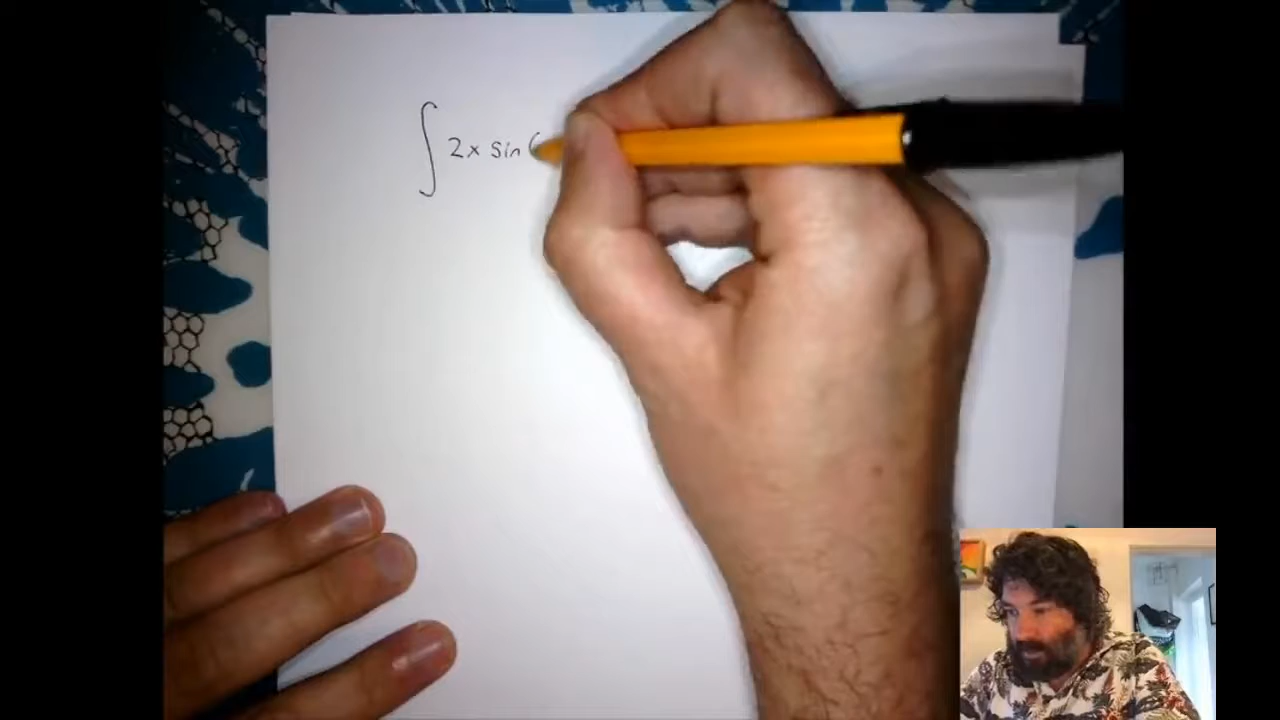 ∫ 2x sin (